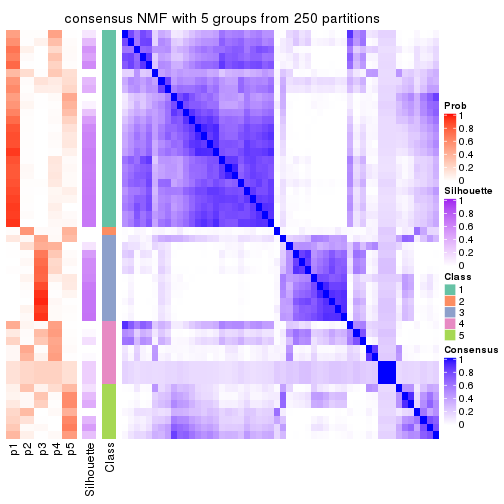 consensus NMF with 5 groups from 250 partitions
Prob
1
0.8
0.6
0.4
0.2
0
Silhouette
1
0.8
0.6
0.4
0.2
0
Class
1
2
3
4
5
Consensus
1
0.8
0.6
0.4
0.2
0
p1
p2
p3
p4
p5
Silhouette
Class